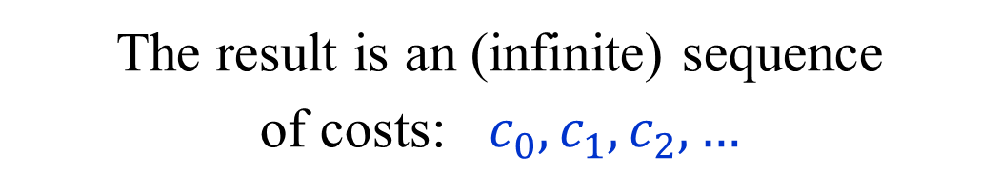 The result is an (infinite) sequence
of costs: c₀, c₁, c₂, …